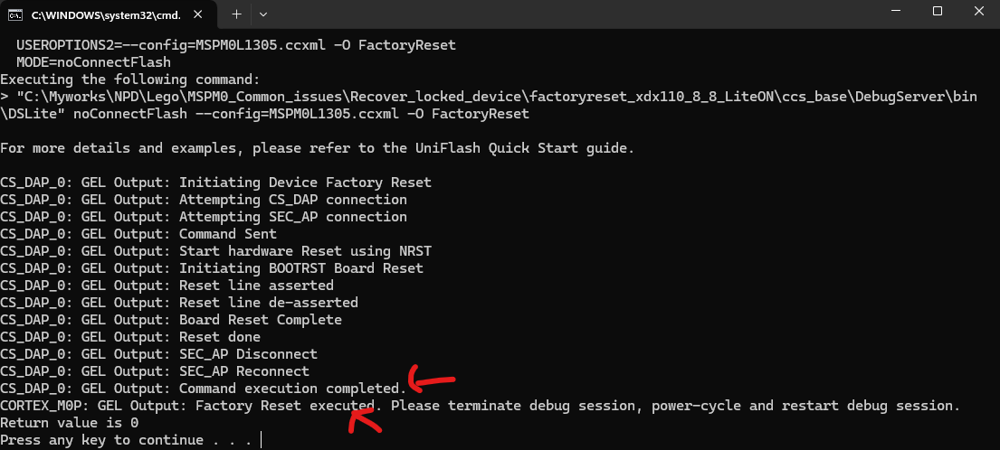 C:\WINDOWS\system32\cmd.
USEROPTIONS2=--config=MSPM0L1305.ccxml -O FactoryReset
MODE=noConnectFlash
Executing the following command:
> "C:\Myworks\NPD\Lego\MSPM0_Common_issues\Recover_locked_device\factoryreset_xdx110_8_8_LiteON\ccs_base\DebugServer\bin
\DSLite" noConnectFlash --config=MSPM0L1305.ccxml -O FactoryReset
For more details and examples, please refer to the UniFlash Quick Start guide.
CS_DAP_0: GEL Output: Initiating Device Factory Reset
CS_DAP_0: GEL Output: Attempting CS_DAP connection
CS_DAP_0: GEL Output: Attempting SEC_AP connection
CS_DAP_0: GEL Output: Command Sent
CS_DAP_0: GEL Output: Start hardware Reset using NRST
CS_DAP_0: GEL Output: Initiating BOOTRST Board Reset
CS_DAP_0: GEL Output: Reset line asserted
CS_DAP_0: GEL Output: Reset line de-asserted
CS_DAP_0: GEL Output: Board Reset Complete
CS_DAP_0: GEL Output: Reset done
CS_DAP_0: GEL Output: SEC_AP Disconnect
CS_DAP_0: GEL Output: SEC_AP Reconnect
CS_DAP_0: GEL Output: Command execution completed.
CORTEX_M0P: GEL Output: Factory Reset executed. Please terminate debug session, power-cycle and restart debug session.
Return value is 0
Press any key to continue . . .